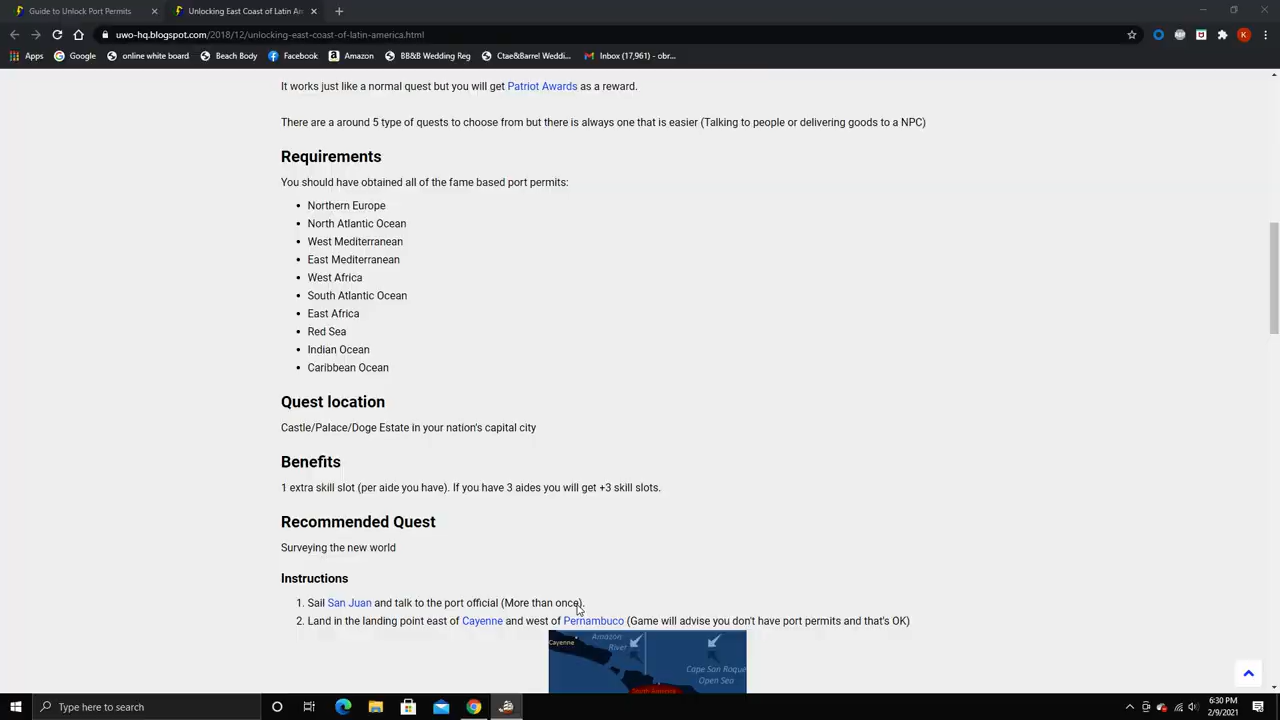 Guide to Unlock Port Permits
Unlocking East Coast of Latin Am
uwo-hq.blogspot.com/2018/12/unlocking-east-coast-of-latin-america.html
K
Apps Google online white board Beach Body Facebook Amazon BB&B Wedding Reg Ctae&Barrel Weddi... Inbox (17,961) - obr...
It works just like a normal quest but you will get Patriot Awards as a reward.
There are a around 5 type of quests to choose from but there is always one that is easier (Talking to people or delivering goods to a NPC)
Requirements
You should have obtained all of the fame based port permits:
• Northern Europe
• North Atlantic Ocean
• West Mediterranean
• East Mediterranean
• West Africa
• South Atlantic Ocean
• East Africa
• Red Sea
• Indian Ocean
• Caribbean Ocean
Quest location
Castle/Palace/Doge Estate in your nation's capital city
Benefits
1 extra skill slot (per aide you have). If you have 3 aides you will get +3 skill slots.
Recommended Quest
Surveying the new world
Instructions
1. Sail San Juan and talk to the port official (More than once).
2. Land in the landing point east of Cayenne and west of Pernambuco (Game will advise you don't have port permits and that's OK)
Cayenne
Amazon
River
Cape San Roque
Open Sea
South America
Type here to search
6:30 PM
2/9/2021